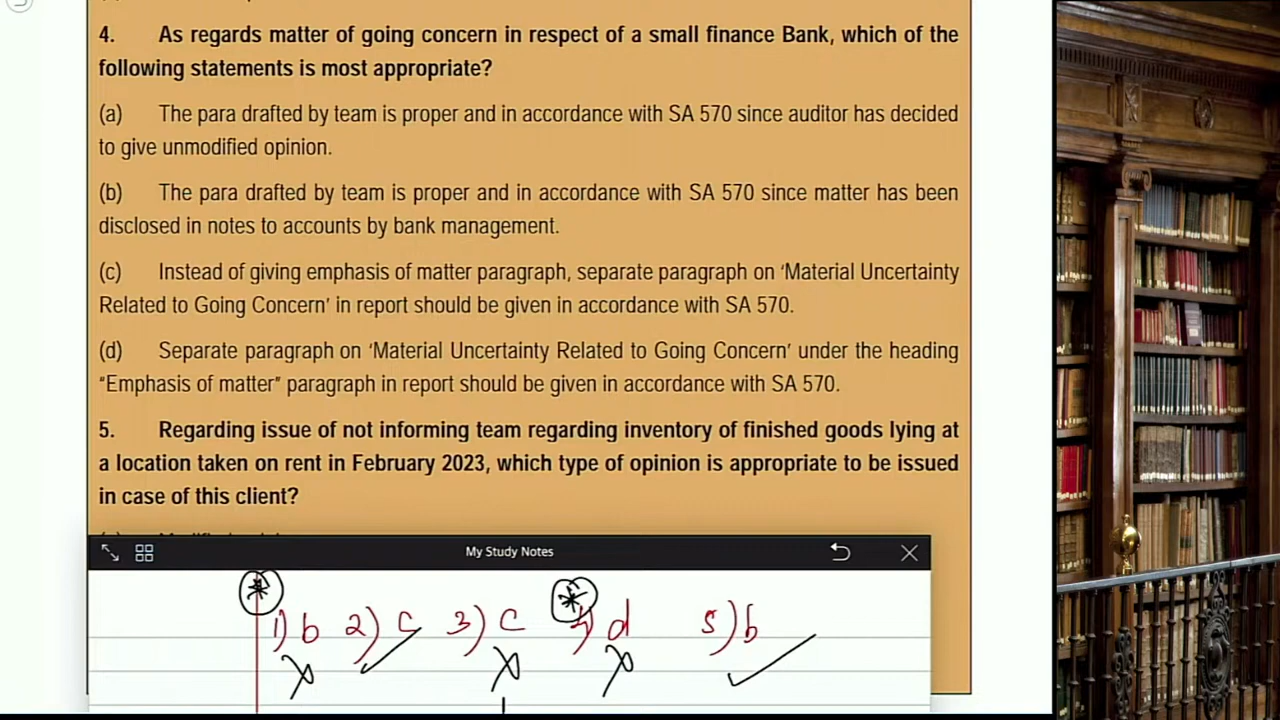 4. As regards matter of going concern in respect of a small finance Bank, which of the
following statements is most appropriate?
(a) The para drafted by team is proper and in accordance with SA 570 since auditor has decided
to give unmodified opinion.
(b) The para drafted by team is proper and in accordance with SA 570 since matter has been
disclosed in notes to accounts by bank management.
(c) Instead of giving emphasis of matter paragraph, separate paragraph on ‘Material Uncertainty
Related to Going Concern’ in report should be given in accordance with SA 570.
(d) Separate paragraph on ‘Material Uncertainty Related to Going Concern’ under the heading
“Emphasis of matter” paragraph in report should be given in accordance with SA 570.
5. Regarding issue of not informing team regarding inventory of finished goods lying at
a location taken on rent in February 2023, which type of opinion is appropriate to be issued
in case of this client?
My Study Notes
1) b 2) c 3) c 4) d 5) b